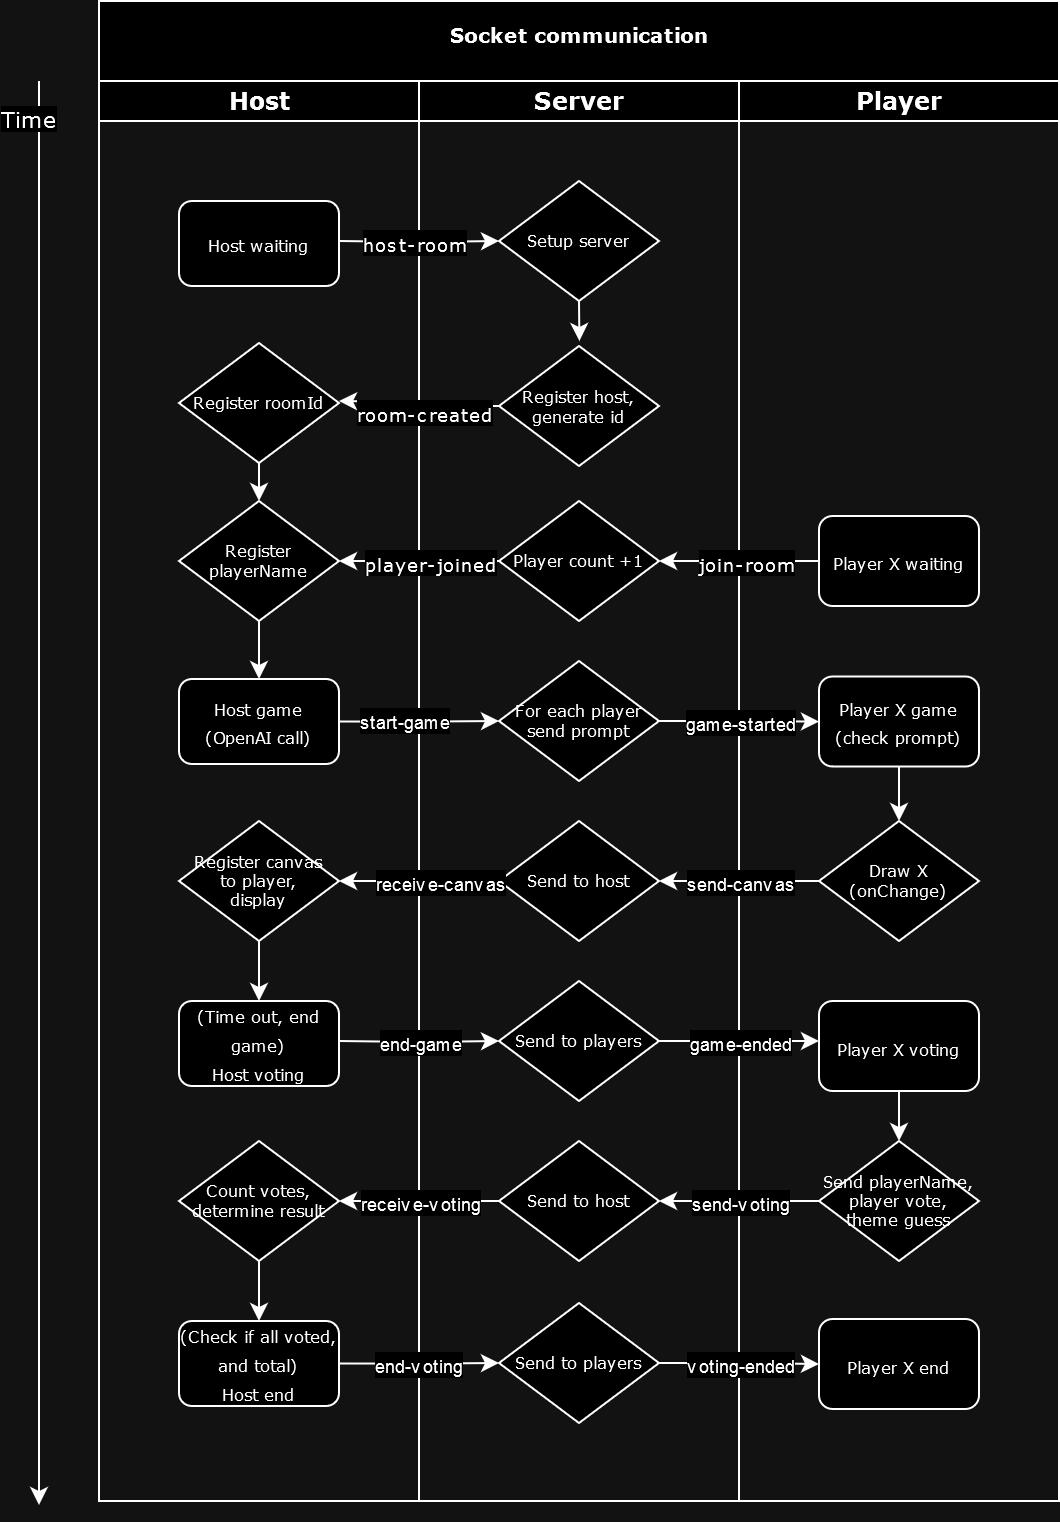 Socket communication
Time
Host
Server
Player
Host waiting
host-room
Setup server
Register roomId
room-created
Register host,
generate id
Register
playerName
player-joined
Player count +1
join-room
Player X waiting
Host game
(OpenAI call)
start-game
For each player
send prompt
game-started
Player X game
(check prompt)
Register canvas
to player,
display
receive-canvas
Send to host
send-canvas
Draw X
(onChange)
(Time out, end
game)
Host voting
end-game
Send to players
game-ended
Player X voting
Count votes,
determine result
receive-voting
Send to host
send-voting
Send playerName,
player vote,
theme guess
(Check if all voted,
and total)
Host end
end-voting
Send to players
voting-ended
Player X end